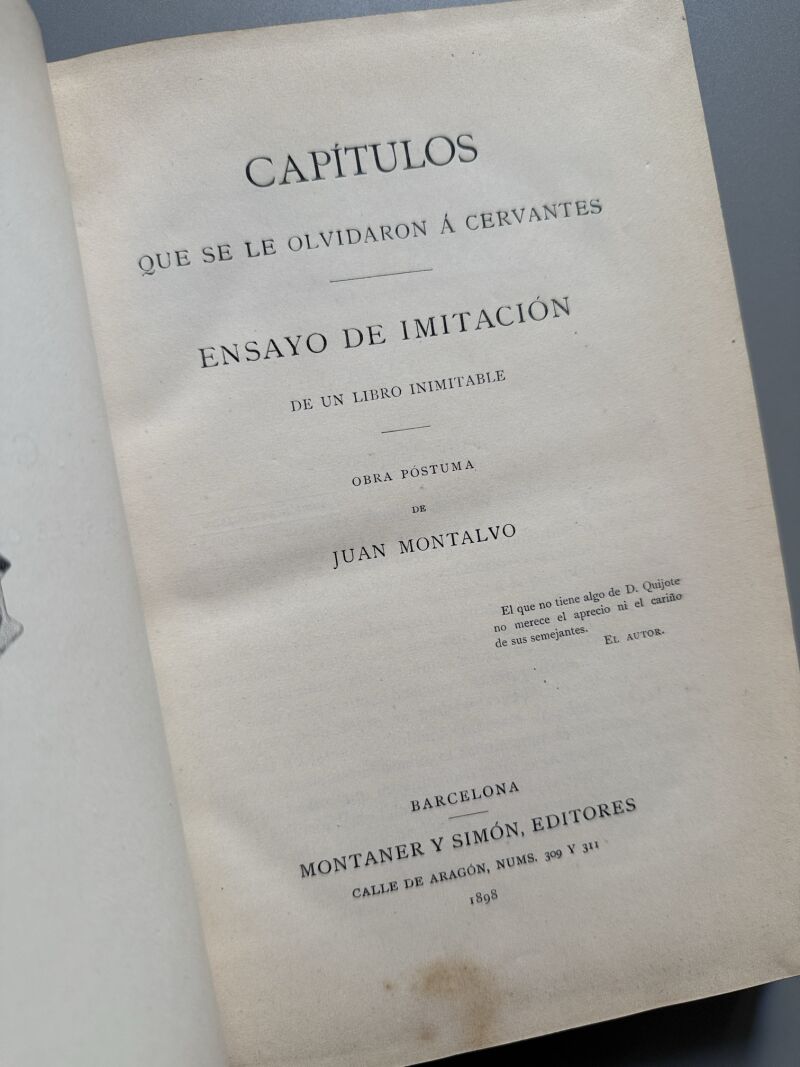 CAPÍTULOS
QUE SE LE OLVIDARON Á CERVANTES
ENSAYO DE IMITACIÓN
DE UN LIBRO INIMITABLE
OBRA PÓSTUMA
DE
JUAN MONTALVO
El que no tiene algo de D. Quijote
no merece el aprecio ni el cariño
de sus semejantes.
EL AUTOR.
BARCELONA
MONTANER Y SIMÓN, EDITORES
CALLE DE ARAGÓN, NUMS. 309 Y 311
1898